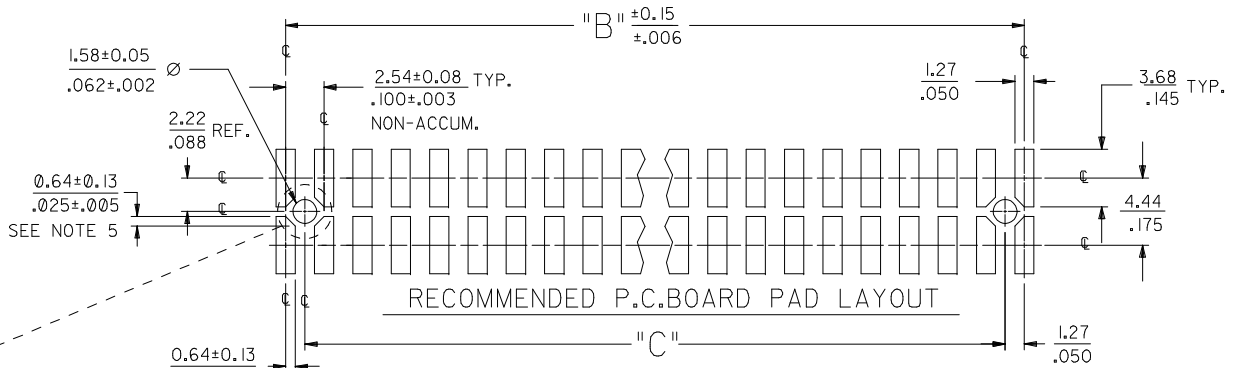 "B" ±0.15
±.006
1.58±0.05 Ø
.062±.002
2.54±0.08 TYP.
.100±.003
NON-ACCUM.
1.27
.050
3.68 TYP.
.145
2.22 REF.
.088
0.64±0.13
.025±.005
SEE NOTE 5
4.44
.175
RECOMMENDED P.C.BOARD PAD LAYOUT
"C"
1.27
.050
0.64±0.13